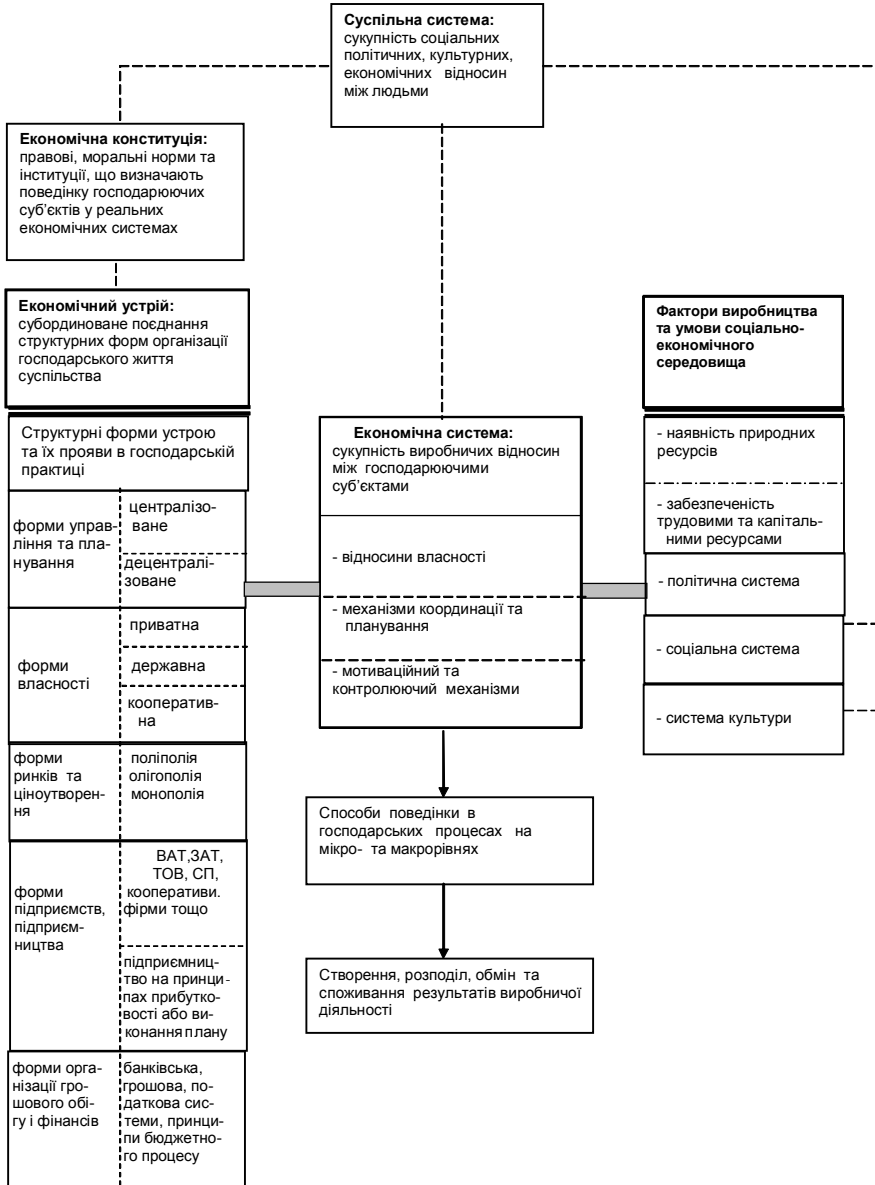 Суспільна система:
сукупність соціальних
політичних, культурних,
економічних відносин
між людьми
Економічна конституція:
правові, моральні норми та
інституції, що визначають
поведінку господарюючих
суб’єктів у реальних
економічних системах
Економічний устрій:
субординоване поєднання
структурних форм організації
господарського життя
суспільства
Структурні форми устрою
та їх прояви в господарській
практиці
форми управ-
ління та пла-
нування
централізо-
ване
децентралі-
зоване
форми
власності
приватна
державна
кооператив-
на
форми
ринків та
ціноутворен-
ня
поліполія
олігополія
монополія
форми
підприємств,
підприєм-
ництва
ВАТ,ЗАТ,
ТОВ, СП,
кооперативи.
фірми тощо
підприємниц-
тво на принци-
пах прибутко-
вості або ви-
конання плану
форми орга-
нізації гро-
шового обі-
гу і фінансів
банківська,
грошова, по-
даткова сис-
теми, принци-
пи бюджетно-
го процесу
Економічна система:
сукупність виробничих відносин
між господарюючими
суб’єктами
- відносини власності
- механізми координації та
планування
- мотиваційний та
контролюючий механізми
Способи поведінки в
господарських процесах на
мікро- та макрорівнях
Створення, розподіл, обмін та
споживання результатів виробничої
діяльності
Фактори виробництва
та умови соціально-
економічного
середовища
- наявність природних
ресурсів
- забезпеченість
трудовими та капіталь-
ними ресурсами
- політична система
- соціальна система
- система культури